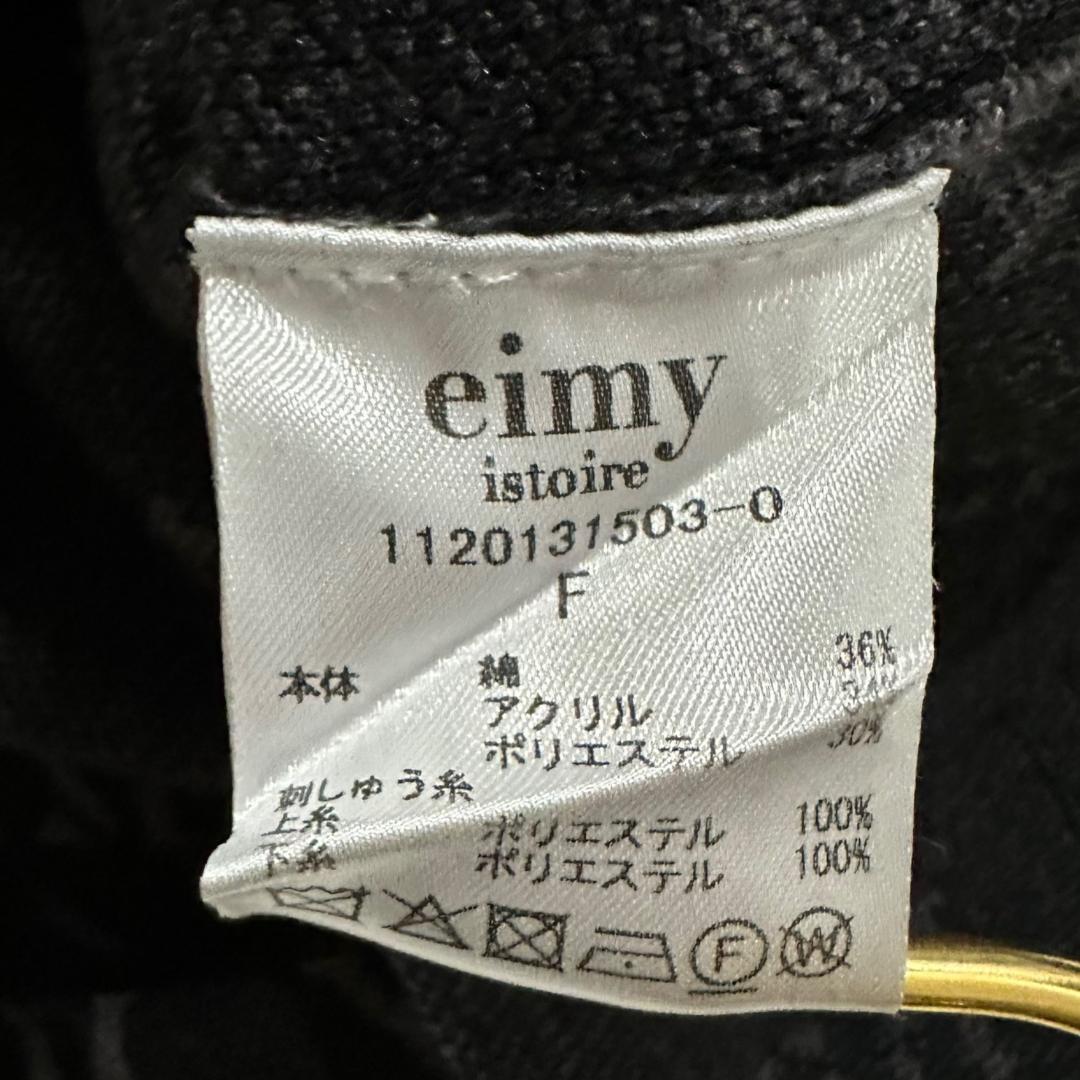 eimy
istoire
1120131503-0
F
本体 綿 36%
アクリル
ポリエステル 30%
刺しゅう糸
上糸 ポリエステル 100%
下糸 ポリエステル 100%
F W